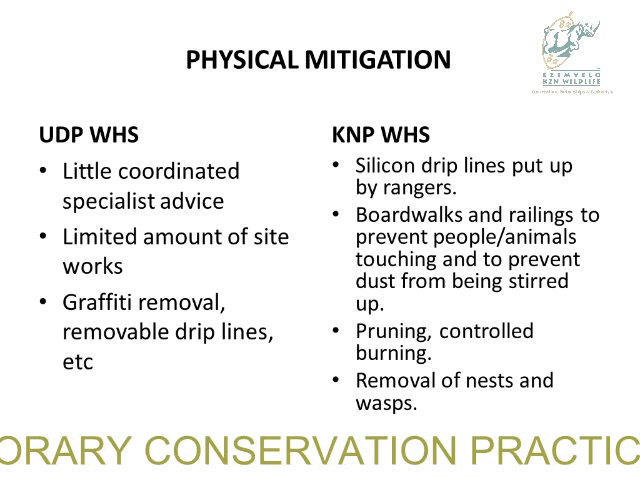 PHYSICAL MITIGATION
EZEMVELO
KZN WILDLIFE
UDP WHS
• Little coordinated
specialist advice
• Limited amount of site
works
• Graffiti removal,
removable drip lines,
etc
KNP WHS
• Silicon drip lines put up
by rangers.
• Boardwalks and railings to
prevent people/animals
touching and to prevent
dust from being stirred
up.
• Pruning, controlled
burning.
• Removal of nests and
wasps.
ORARY CONSERVATION PRACTIC